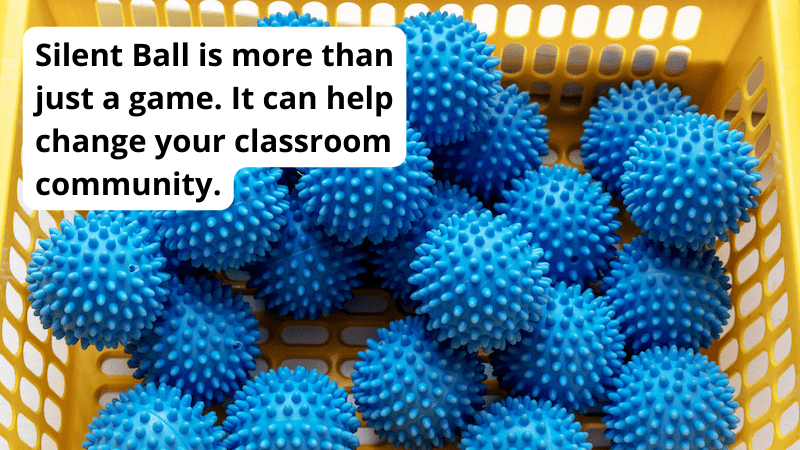 Silent Ball is more than
just a game. It can help
change your classroom
community.